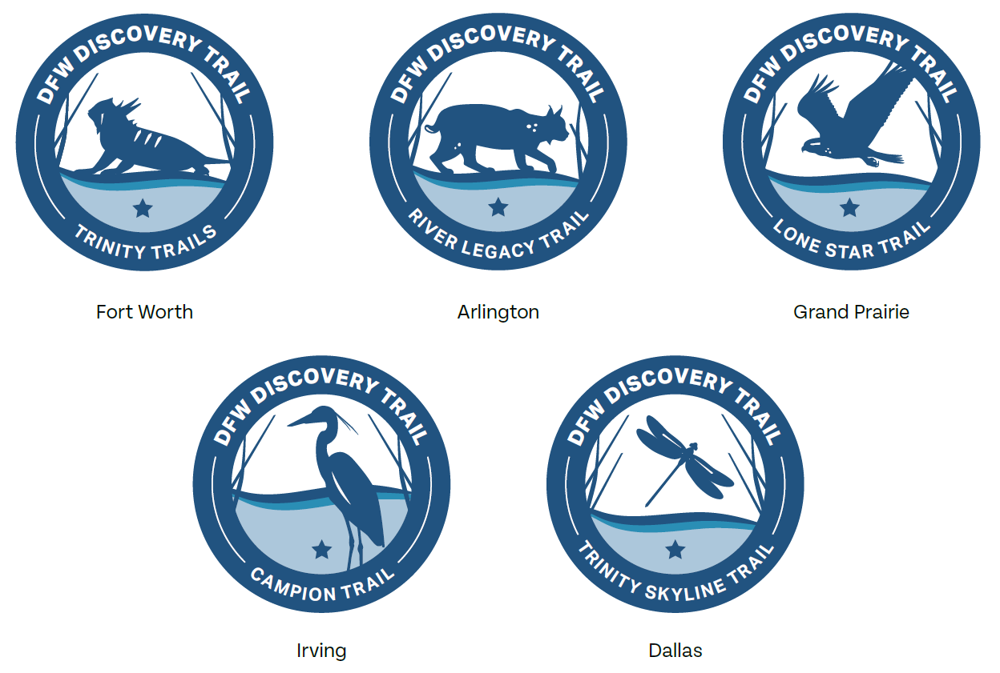 DFW DISCOVERY TRAIL
TRINITY TRAILS
Fort Worth
DFW DISCOVERY TRAIL
RIVER LEGACY TRAIL
Arlington
DFW DISCOVERY TRAIL
LONE STAR TRAIL
Grand Prairie
DFW DISCOVERY TRAIL
CAMPION TRAIL
Irving
DFW DISCOVERY TRAIL
TRINITY SKYLINE TRAIL
Dallas